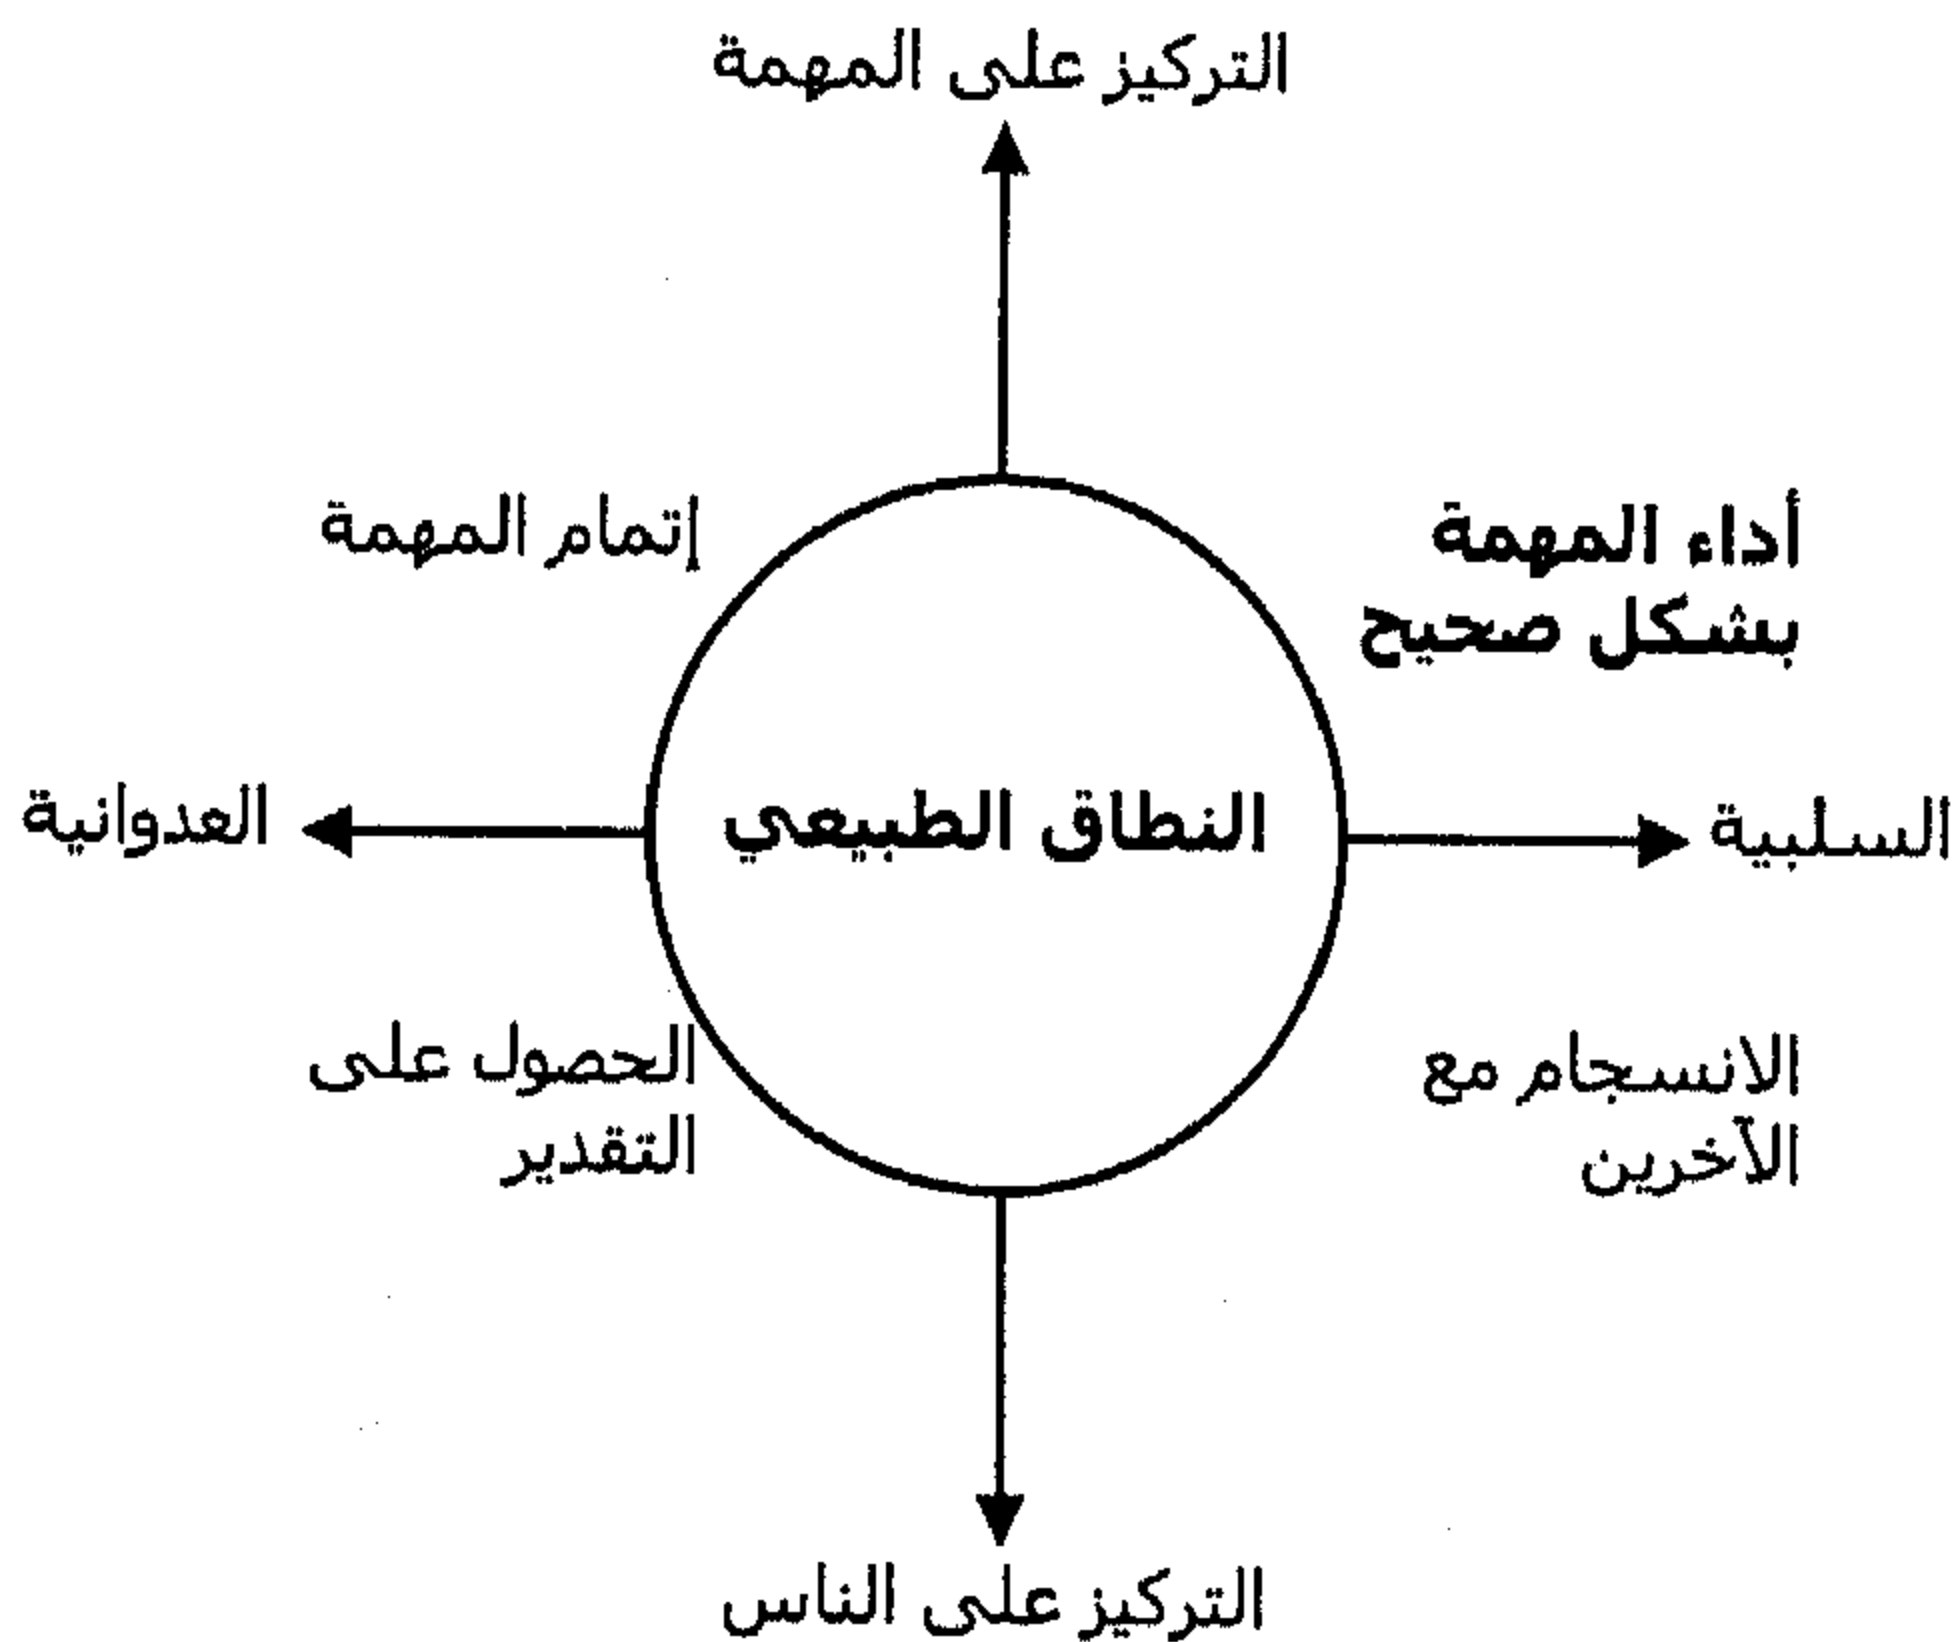 التركيز على المهمة
أداء المهمة
بشكل صحيح
إتمام المهمة
السلبية
النطاق الطبيعي
العدوانية
الانسجام مع
الآخرين
الحصول على
التقدير
التركيز على الناس